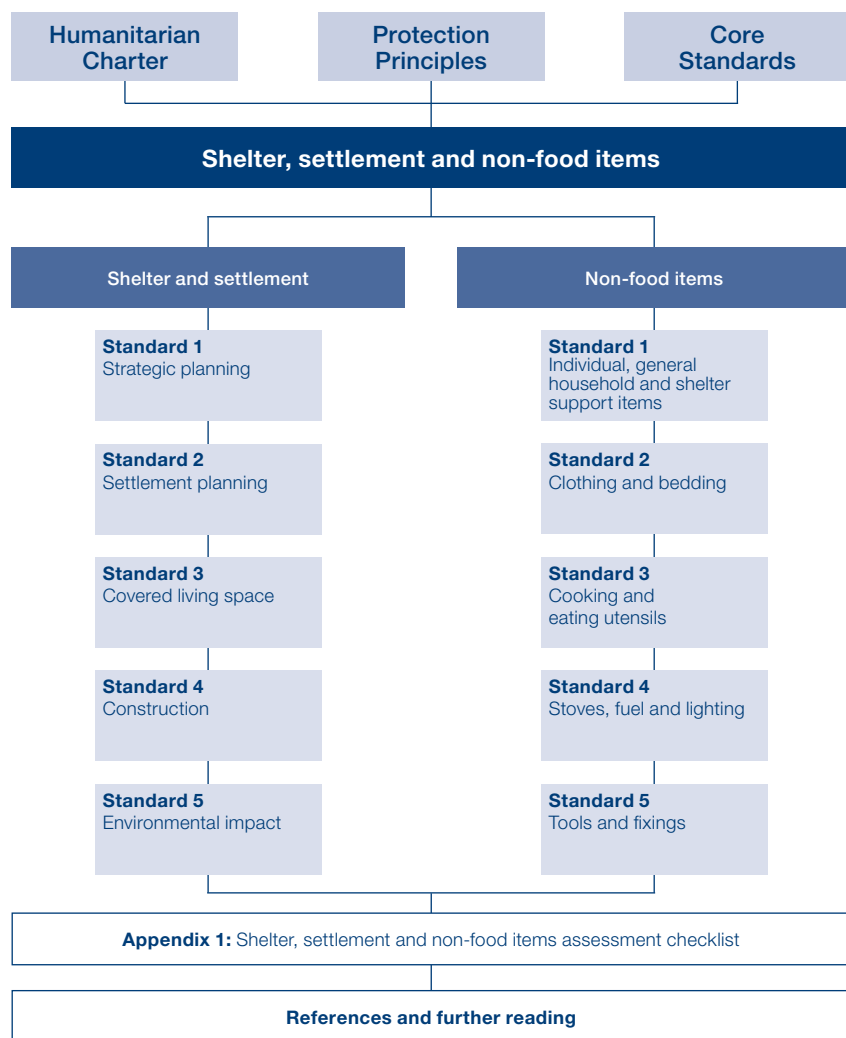 Humanitarian
Charter
Protection
Principles
Core
Standards
Shelter, settlement and non-food items
Shelter and settlement
Non-food items
Standard 1
Strategic planning
Standard 2
Settlement planning
Standard 3
Covered living space
Standard 4
Construction
Standard 5
Environmental impact
Standard 1
Individual, general
household and shelter
support items
Standard 2
Clothing and bedding
Standard 3
Cooking and
eating utensils
Standard 4
Stoves, fuel and lighting
Standard 5
Tools and fixings
Appendix 1: Shelter, settlement and non-food items assessment checklist
References and further reading